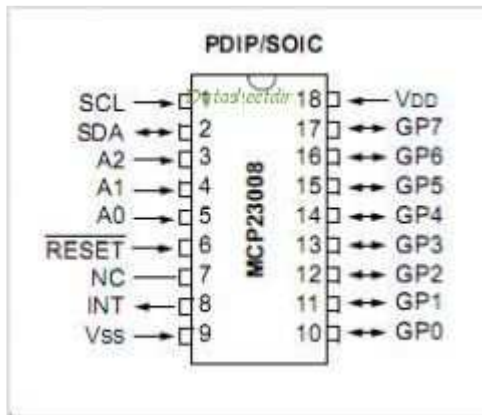 PDIP/SOIC
Datasheetdir
SCL 1 18 VDD
SDA 2 17 GP7
A2 3 16 GP6
A1 4 15 GP5
A0 5 14 GP4
RESET 6 13 GP3
NC 7 12 GP2
INT 8 11 GP1
Vss 9 10 GP0
MCP23008